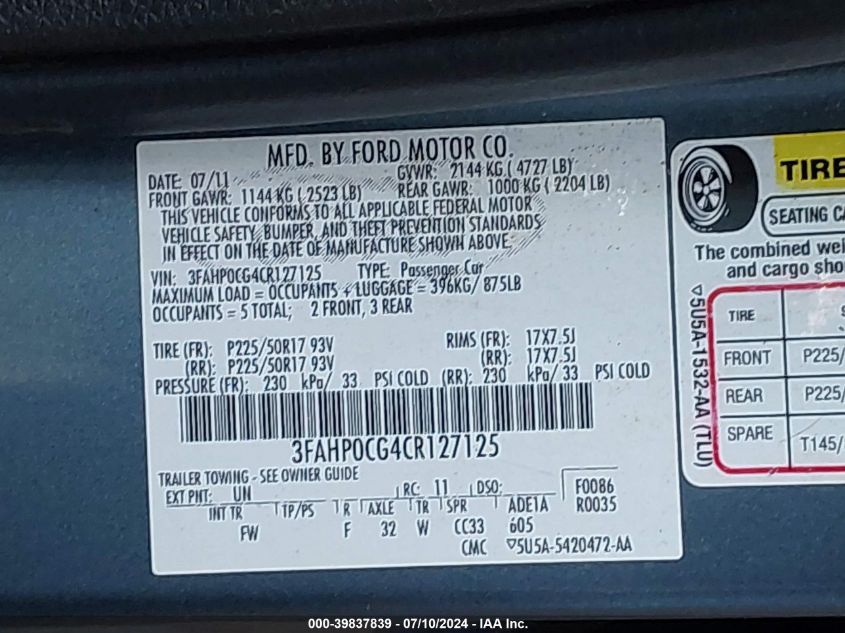 MFD. BY FORD MOTOR CO.
DATE: 07/11 GVWR: 2144 KG ( 4727 LB)
FRONT GAWR: 1144 KG ( 2523 LB) REAR GAWR: 1000 KG ( 2204 LB)
THIS VEHICLE CONFORMS TO ALL APPLICABLE FEDERAL MOTOR
VEHICLE SAFETY, BUMPER, AND THEFT PREVENTION STANDARDS
IN EFFECT ON THE DATE OF MANUFACTURE SHOWN ABOVE.
VIN: 3FAHP0CG4CR127125 TYPE: Passenger Car
MAXIMUM LOAD = OCCUPANTS + LUGGAGE = 396KG/ 875LB
OCCUPANTS = 5 TOTAL; 2 FRONT, 3 REAR
TIRE (FR): P225/50R17 93V RIMS (FR): 17X7.5J
(RR): P225/50R17 93V (RR): 17X7.5J
PRESSURE (FR): 230 kPa/ 33 PSI COLD (RR): 230 kPa/ 33 PSI COLD
3FAHP0CG4CR127125
TRAILER TOWING - SEE OWNER GUIDE
EXT PNT: UN RC: 11 DSO: F0086
INT TR TP/PS R AXLE TR SPR ADE1A R0035
FW F 32 W CC33 605
CMC ▽5U5A-5420472-AA
TIRE
SEATING CA
The combined wei
and cargo sho
▽5U5A-1532-AA (TLU)
TIRE S
FRONT P225/
REAR P225/
SPARE T145/
000-39837839 / 07/10/2024 - IAA Inc.